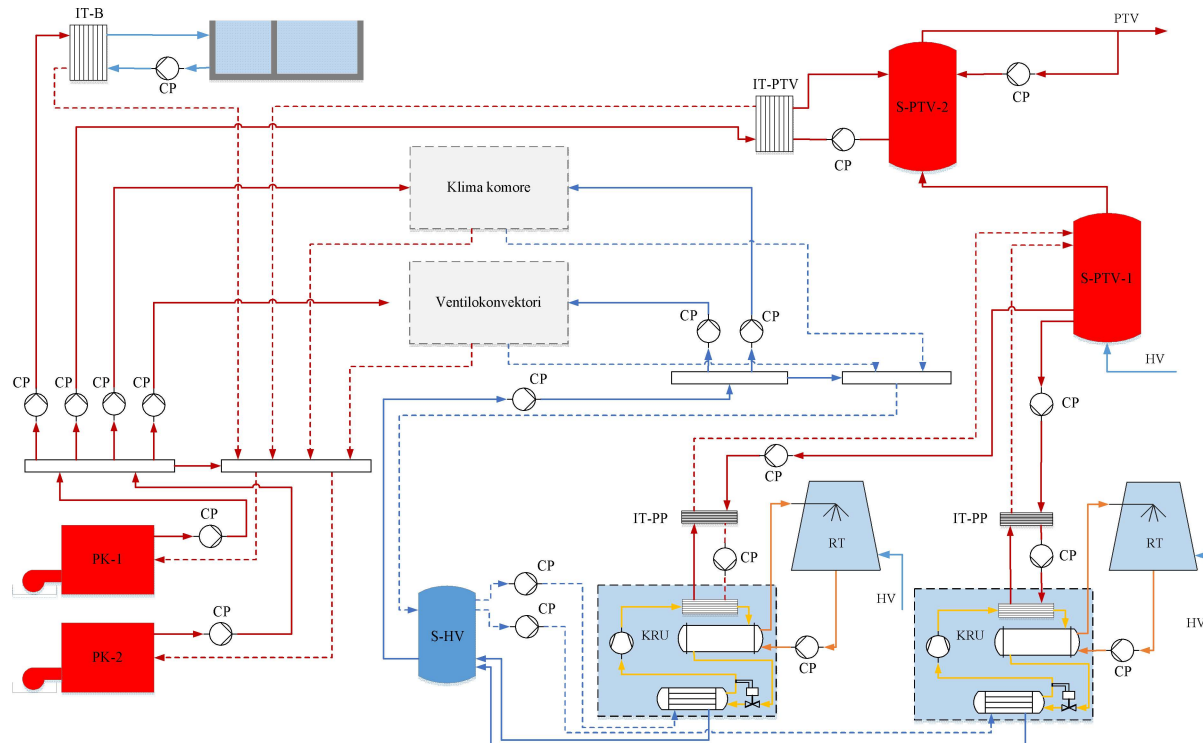 IT-B
PTV
CP
IT-PTV
CP
S-PTV-2
CP
Klima komore
S-PTV-1
Ventilokonvektori
CP
CP
HV
CP
CP
CP
CP
CP
CP
CP
CP
IT-PP
IT-PP
CP
RT
CP
RT
PK-1
CP
HV
CP
S-HV
CP
KRU
KRU
HV
PK-2
CP
CP